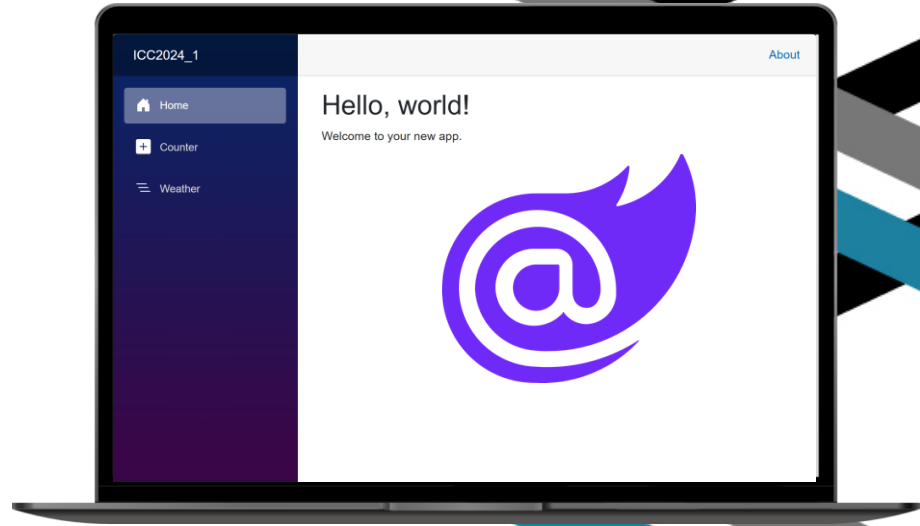 ICC2024_1
About
Home
Counter
Weather
Hello, world!
Welcome to your new app.